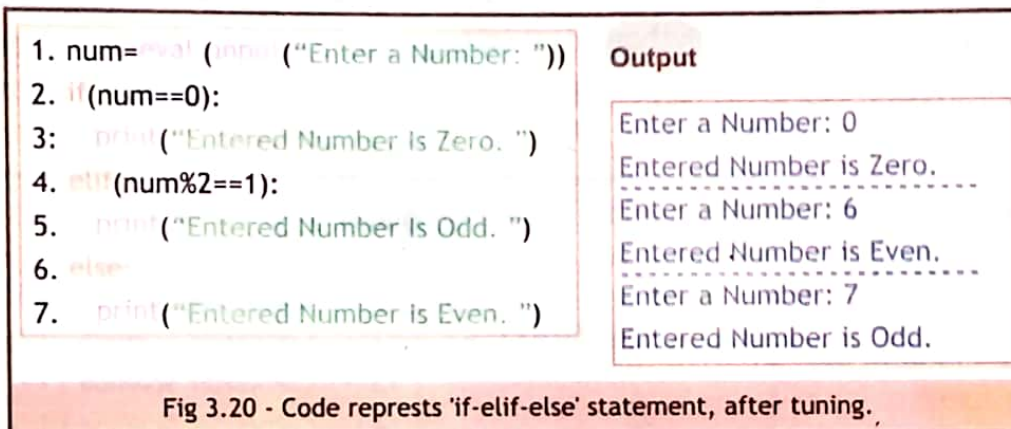 1. num=eval (input("Enter a Number: "))
2. if(num==0):
3: print("Entered Number is Zero. ")
4. elif(num%2==1):
5. print("Entered Number is Odd. ")
6. else
7. print("Entered Number is Even. ")
Output
Enter a Number: 0
Entered Number is Zero.
Enter a Number: 6
Entered Number is Even.
Enter a Number: 7
Entered Number is Odd.
Fig 3.20 - Code represts 'if-elif-else' statement, after tuning.